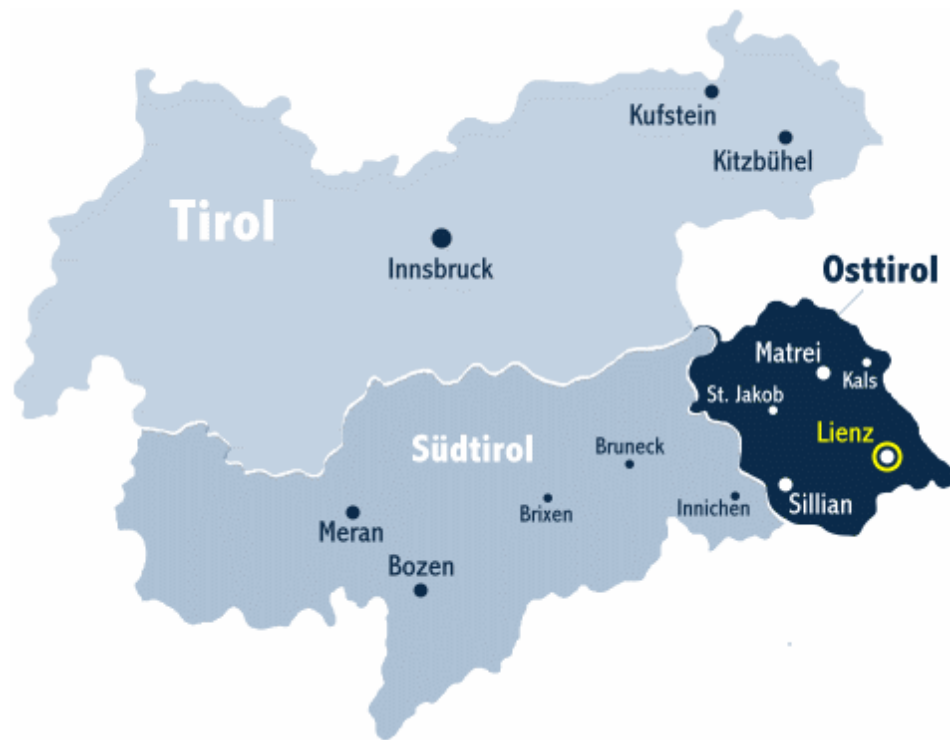 Kufstein
Kitzbühel
Tirol
Innsbruck
Osttirol
Matrei
Kals
St. Jakob
Lienz
Südtirol
Bruneck
Sillian
Brixen
Innichen
Meran
Bozen